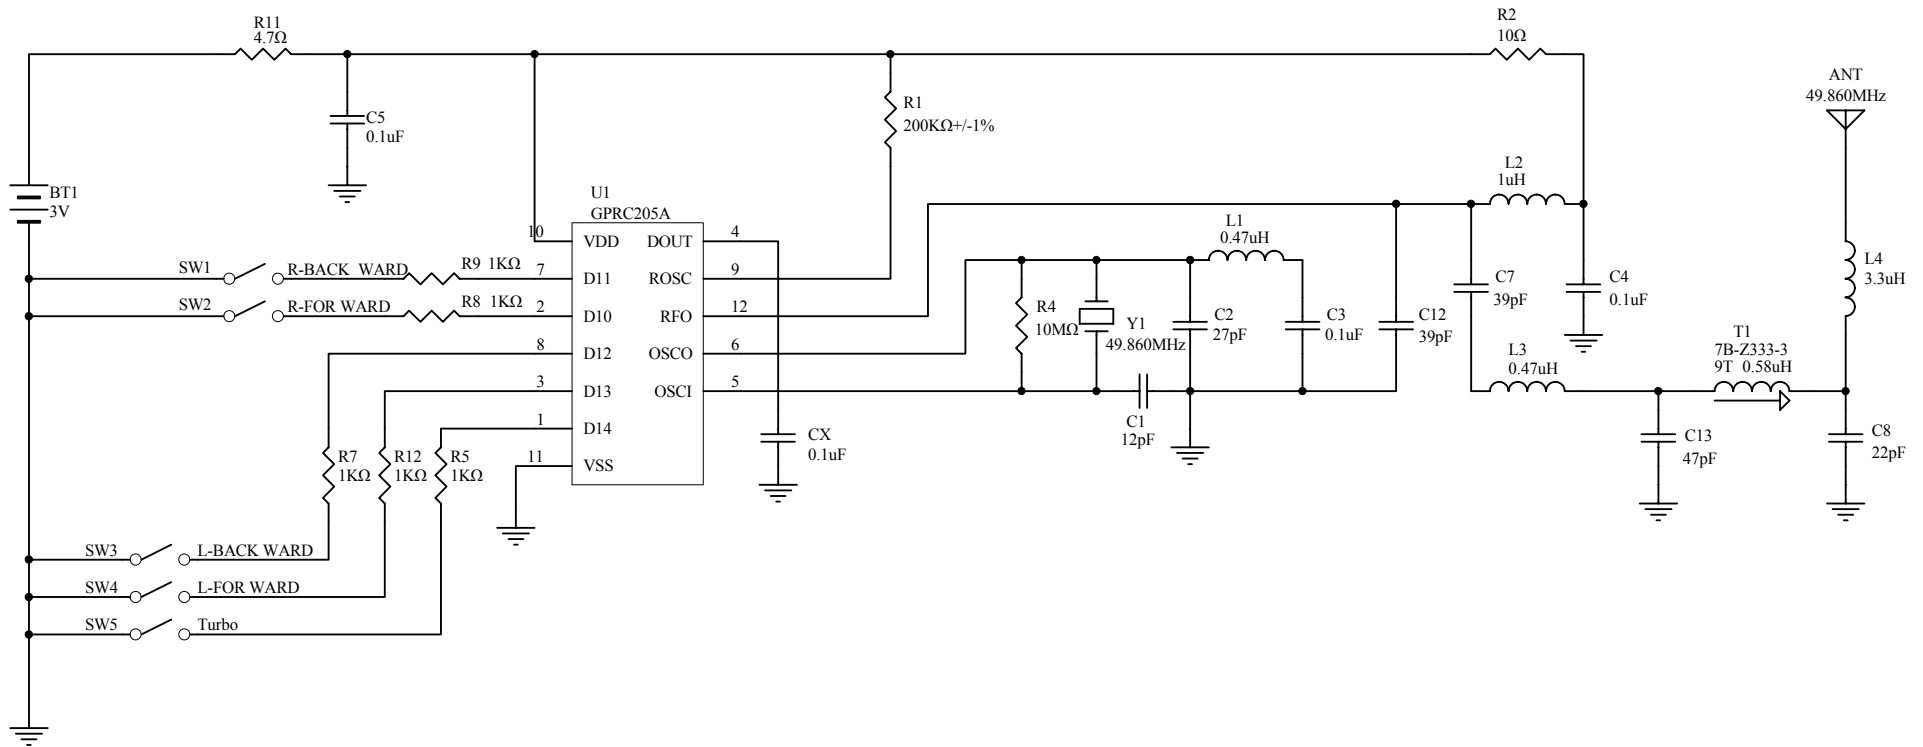 R11
4.7Ω
R2
10Ω
ANT
49.860MHz
C5
0.1uF
R1
200KΩ+/-1%
BT1
3V
U1
GPRC205A
L2
1uH
10
VDD
DOUT
4
L1
0.47uH
SW1
R-BACK WARD
R9 1KΩ
7
D11
ROSC
9
C7
39pF
C4
0.1uF
L4
3.3uH
SW2
R-FOR WARD
R8 1KΩ
2
D10
RFO
12
R4
10MΩ
Y1
49.860MHz
C2
27pF
C3
0.1uF
C12
39pF
8
D12
OSCO
6
L3
0.47uH
T1
7B-Z333-3
9T 0.58uH
3
D13
OSCI
5
C1
12pF
1
D14
CX
0.1uF
C13
47pF
C8
22pF
11
VSS
R7
1KΩ
R12
1KΩ
R5
1KΩ
SW3
L-BACK WARD
SW4
L-FOR WARD
SW5
Turbo